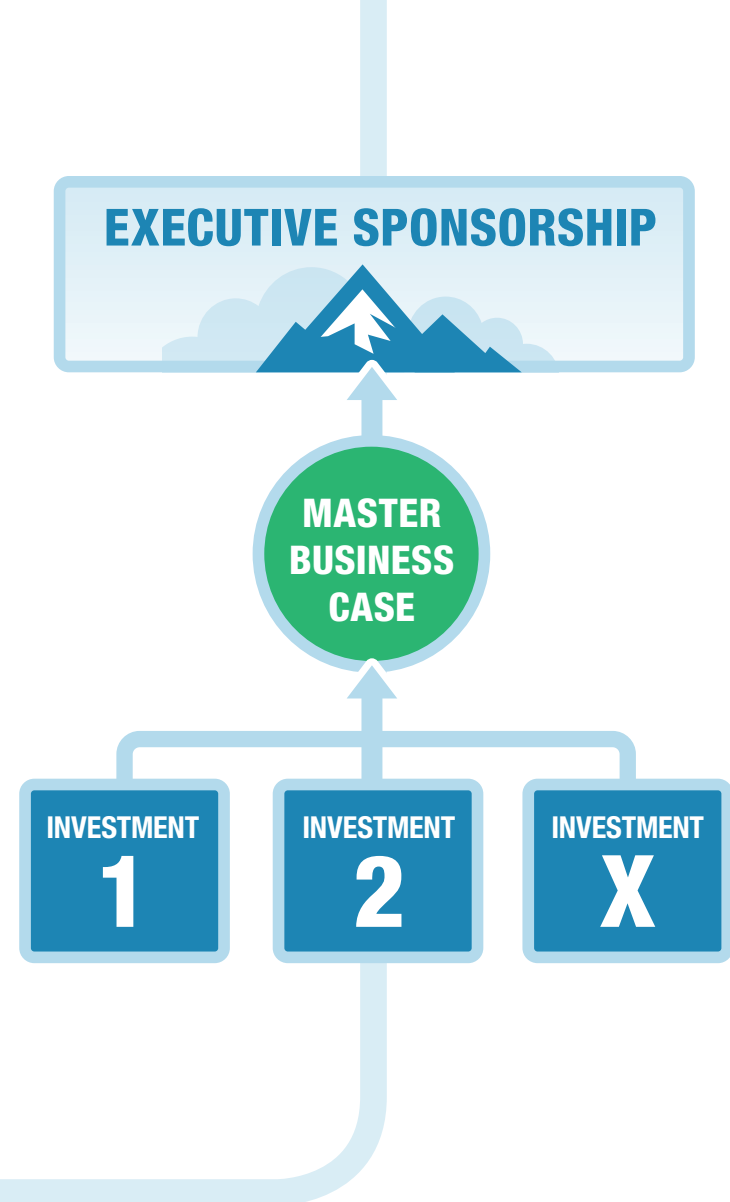 EXECUTIVE SPONSORSHIP
MASTER
BUSINESS
CASE
INVESTMENT
1
INVESTMENT
2
INVESTMENT
X